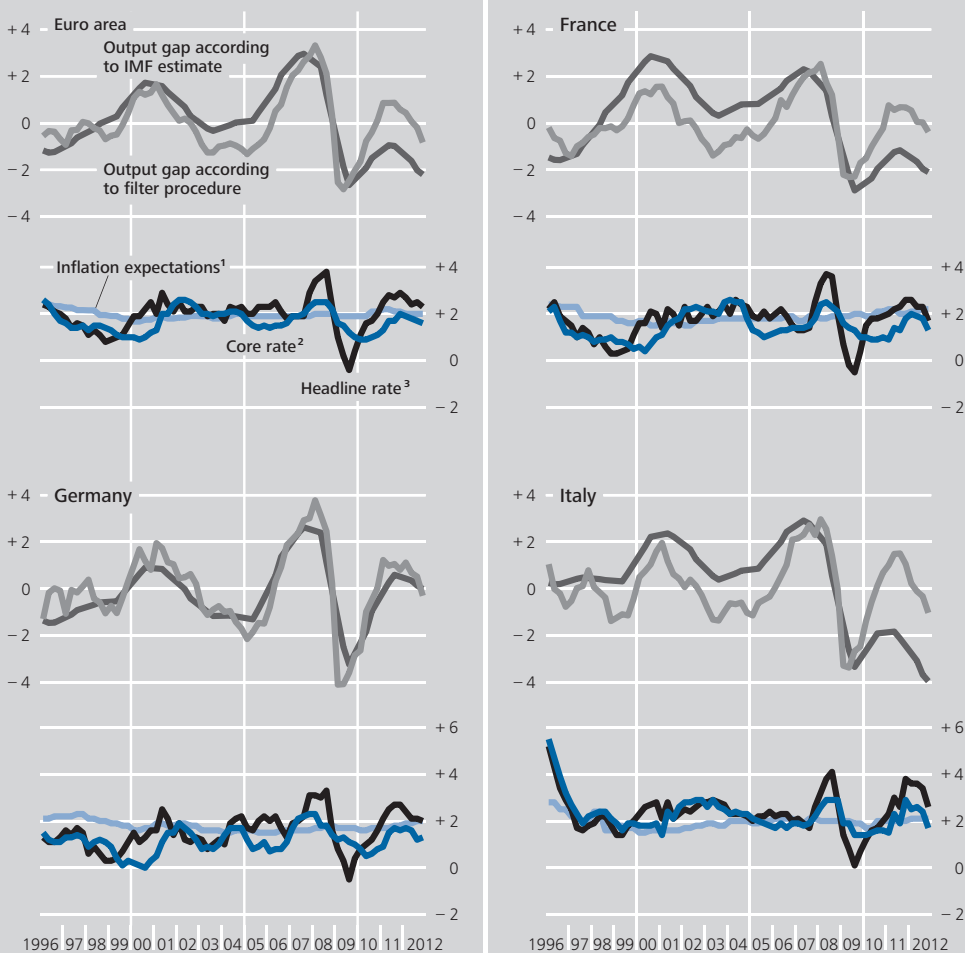 Euro area
+ 4
+ 2
0
− 2
− 4
Output gap according
to IMF estimate
Output gap according
to filter procedure
Inflation expectations¹
Core rate²
Headline rate³
+ 4
+ 2
0
− 2
France
+ 4
+ 2
0
− 2
− 4
+ 4
+ 2
0
− 2
Germany
+ 4
+ 2
0
− 2
− 4
+ 6
+ 4
+ 2
0
− 2
1996 97 98 99 00 01 02 03 04 05 06 07 08 09 10 2012
Italy
+ 4
+ 2
0
− 2
− 4
+ 6
+ 4
+ 2
0
− 2
1996 97 98 99 00 01 02 03 04 05 06 07 08 09 10 2012